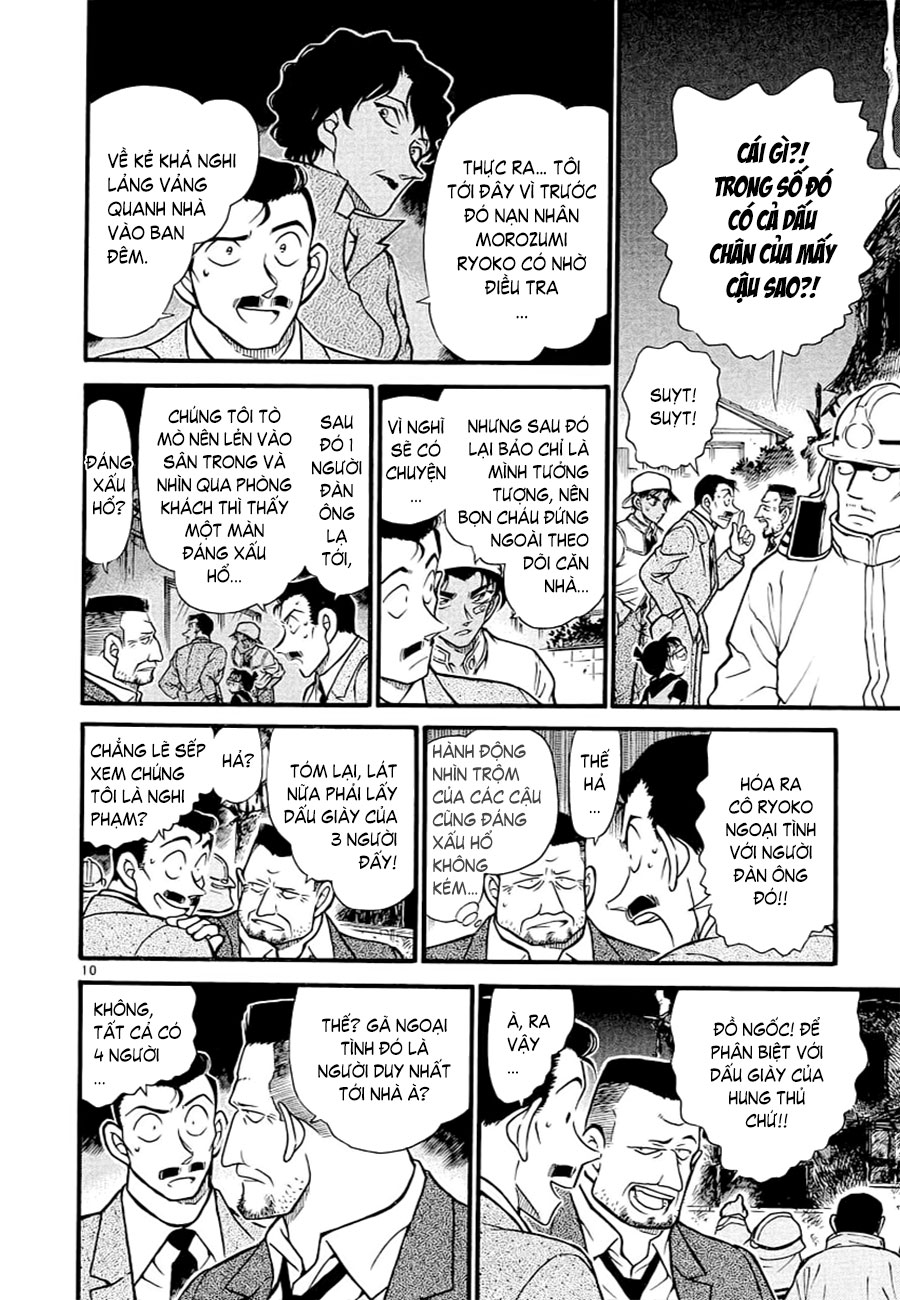 CÁI GÌ?!
TRONG SỐ ĐÓ
CÓ CẢ DẤU
CHÂN CỦA MẤY
CẬU SAO?!
SUỴT!
SUỴT!
THỰC RA... TÔI
TỚI ĐÂY VÌ TRƯỚC
ĐÓ NẠN NHÂN
MOROZUMI
RYOKO CÓ NHỜ
ĐIỀU TRA
...
VỀ KẺ KHẢ NGHI
LẢNG VẢNG
QUANH NHÀ
VÀO BAN
ĐÊM.
NHƯNG SAU ĐÓ
LẠI BẢO CHỈ LÀ
MÌNH TƯỞNG
TƯỢNG, NÊN
BỌN CHÁU ĐỨNG
NGOÀI THEO
DÕI CĂN
NHÀ...
VÌ NGHĨ
SẼ CÓ
CHUYỆN
...
SAU
ĐÓ 1
NGƯỜI
ĐÀN
ÔNG
LẠ
TỚI,
CHÚNG TÔI TÒ
MÒ NÊN LẺN VÀO
SÂN TRONG VÀ
NHÌN QUA PHÒNG
KHÁCH THÌ THẤY
MỘT MÀN
ĐÁNG XẤU
HỔ...
ĐÁNG
XẤU
HỔ?
HÓA RA
CÔ RYOKO
NGOẠI TÌNH
VỚI NGƯỜI
ĐÀN ÔNG
ĐÓ!!
THẾ
HẢ
...
HÀNH ĐỘNG
NHÌN TRỘM
CỦA CÁC CẬU
CŨNG ĐÁNG
XẤU HỔ
KHÔNG
KÉM...
TÓM LẠI, LÁT
NỮA PHẢI LẤY
DẤU GIÀY CỦA
3 NGƯỜI
ĐẤY!
HẢ?
CHẲNG LẼ SẾP
XEM CHÚNG
TÔI LÀ NGHI
PHẠM?
10
ĐỒ NGỐC! ĐỂ
PHÂN BIỆT VỚI
DẤU GIÀY CỦA
HUNG THỦ
CHỨ!!
À, RA
VẬY
...
THẾ? GÃ NGOẠI
TÌNH ĐÓ LÀ
NGƯỜI DUY NHẤT
TỚI NHÀ À?
KHÔNG,
TẤT CẢ CÓ
4 NGƯỜI
...